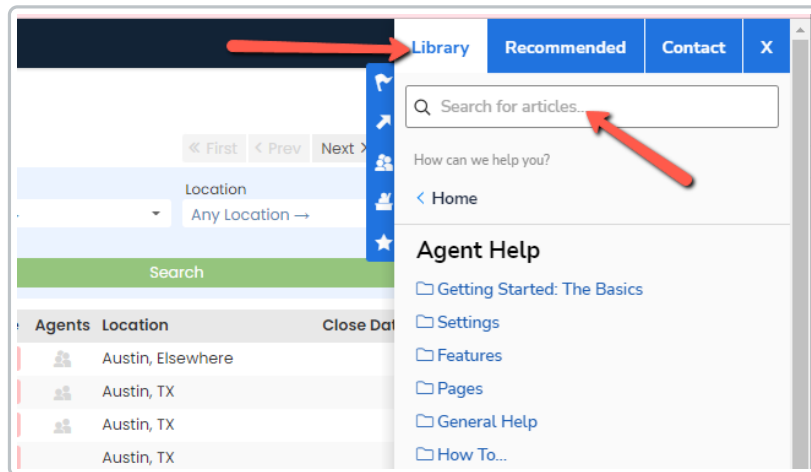 Library Recommended Contact X
Search for articles...
« First < Prev Next >
How can we help you?
Location
< Home
Any Location →
Agent Help
Search
Getting Started: The Basics
Settings
Agents Location Close Dat
Features
Austin, Elsewhere
Pages
Austin, TX
General Help
Austin, TX
How To...
Austin, TX